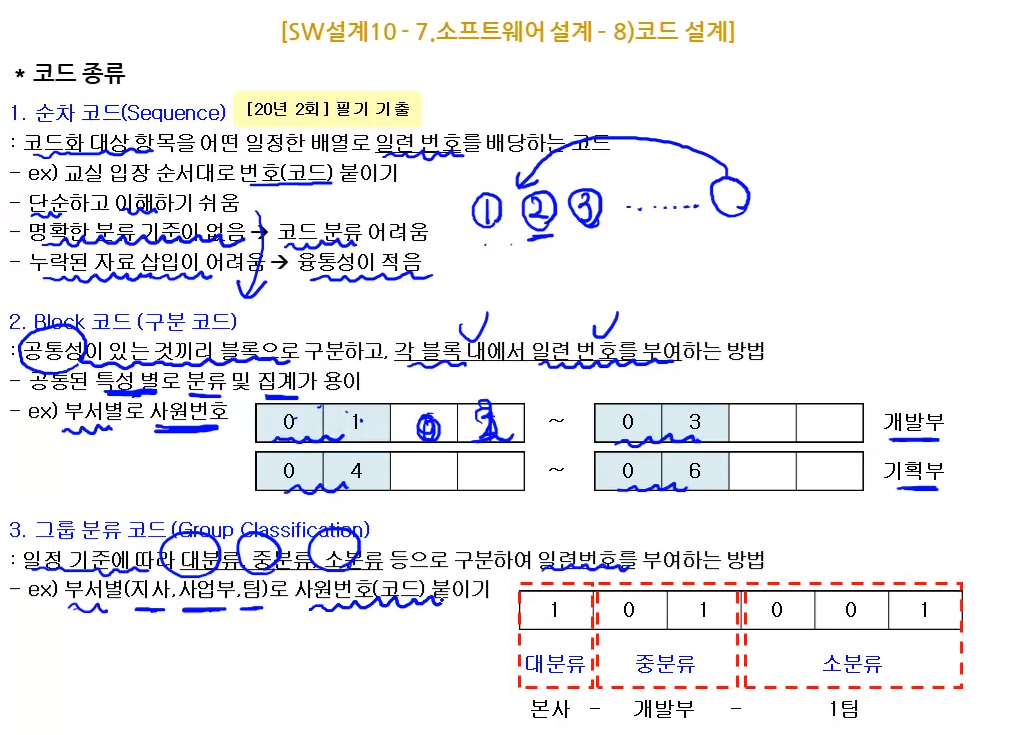 [SW설계10 - 7.소프트웨어 설계 - 8)코드 설계]
* 코드 종류
1. 순차 코드(Sequence) [20년 2회] 필기 기출
: 코드화 대상 항목을 어떤 일정한 배열로 일련 번호를 배당하는 코드
- ex) 교실 입장 순서대로 번호(코드) 붙이기
- 단순하고 이해하기 쉬움
① ② ③ ·······
- 명확한 분류 기준이 없음 → 코드 분류 어려움
- 누락된 자료 삽입이 어려움 → 융통성이 적음
2. Block 코드 (구분 코드)
: 공통성이 있는 것끼리 블록으로 구분하고, 각 블록 내에서 일련 번호를 부여하는 방법
- 공통된 특성 별로 분류 및 집계가 용이
- ex) 부서별로 사원번호
0 1 ~ 0 3 개발부
0 4 ~ 0 6 기획부
3. 그룹 분류 코드 (Group Classification)
: 일정 기준에 따라 대분류, 중분류, 소분류 등으로 구분하여 일련번호를 부여하는 방법
- ex) 부서별(지사,사업부,팀)로 사원번호(코드) 붙이기
1 0 1 0 0 1
대분류 중분류 소분류
본사 - 개발부 - 1팀